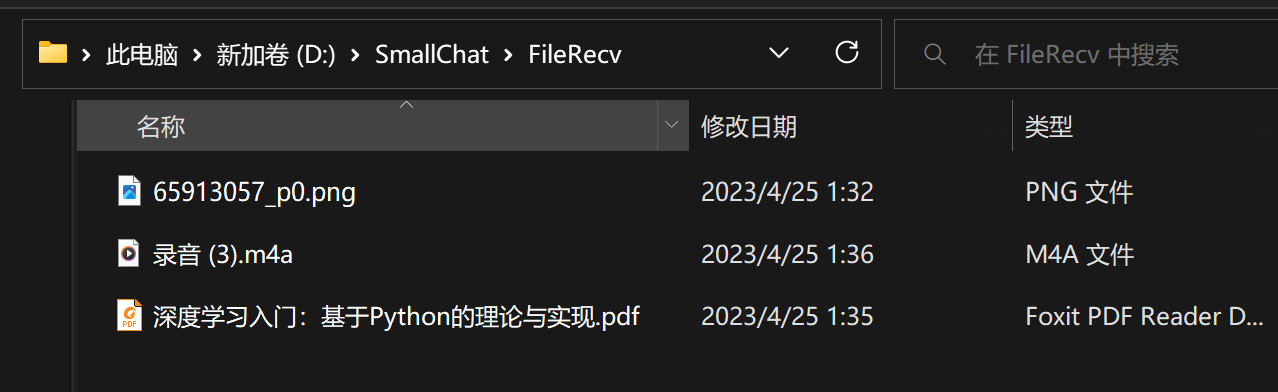 此电脑 新加卷 (D:) SmallChat FileRecv 在 FileRecv 中搜索
名称 修改日期 类型
65913057_p0.png 2023/4/25 1:32 PNG 文件
录音 (3).m4a 2023/4/25 1:36 M4A 文件
PDF 深度学习入门：基于Python的理论与实现.pdf 2023/4/25 1:35 Foxit PDF Reader D...